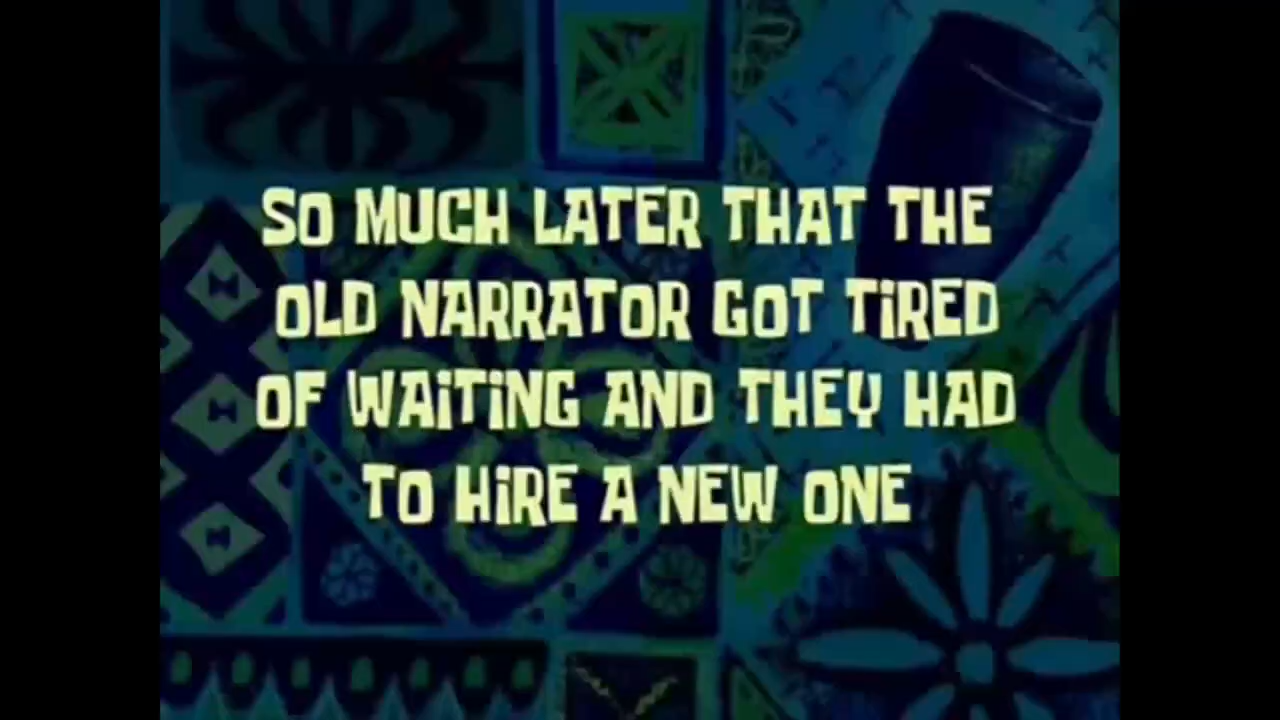 SO MUCH LATER THAT THE
OLD NARRATOR GOT TiRED
OF WAiTiNG AND THEY HAD
TO HiRE A NEW ONE